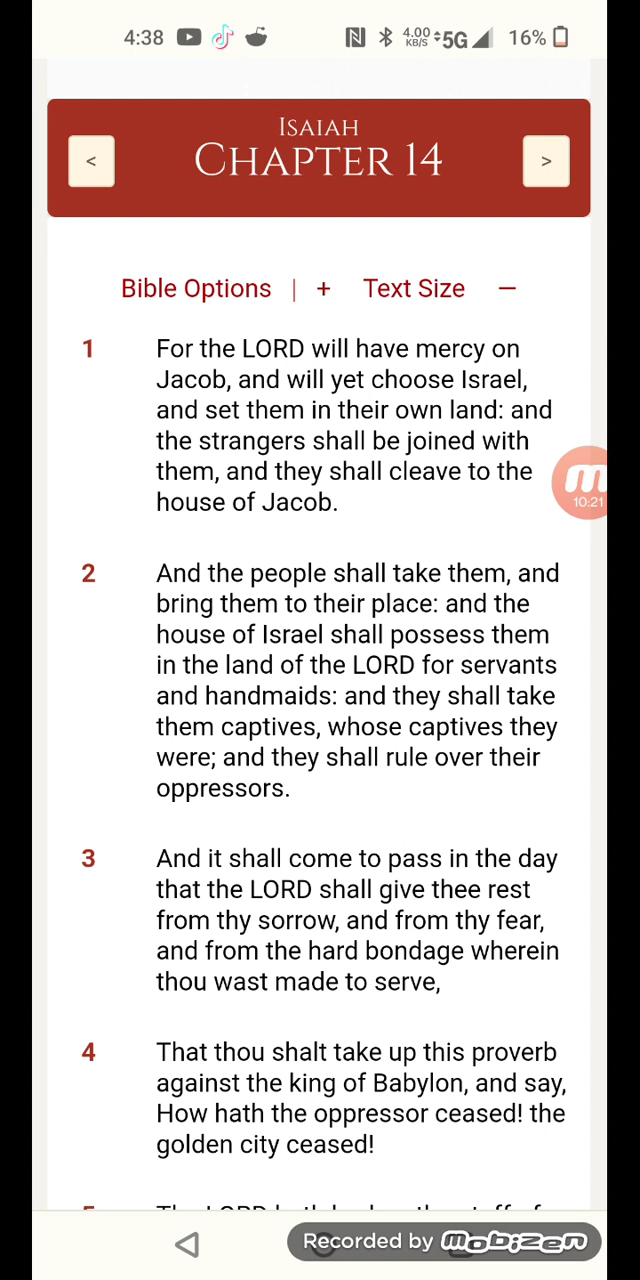 4:38 4.00 KB/S 5G 16%
ISAIAH
< CHAPTER 14 >
Bible Options | + Text Size −
1 For the LORD will have mercy on
Jacob, and will yet choose Israel,
and set them in their own land: and
the strangers shall be joined with
them, and they shall cleave to the
house of Jacob.
10:21
2 And the people shall take them, and
bring them to their place: and the
house of Israel shall possess them
in the land of the LORD for servants
and handmaids: and they shall take
them captives, whose captives they
were; and they shall rule over their
oppressors.
3 And it shall come to pass in the day
that the LORD shall give thee rest
from thy sorrow, and from thy fear,
and from the hard bondage wherein
thou wast made to serve,
4 That thou shalt take up this proverb
against the king of Babylon, and say,
How hath the oppressor ceased! the
golden city ceased!
Recorded by mobizen